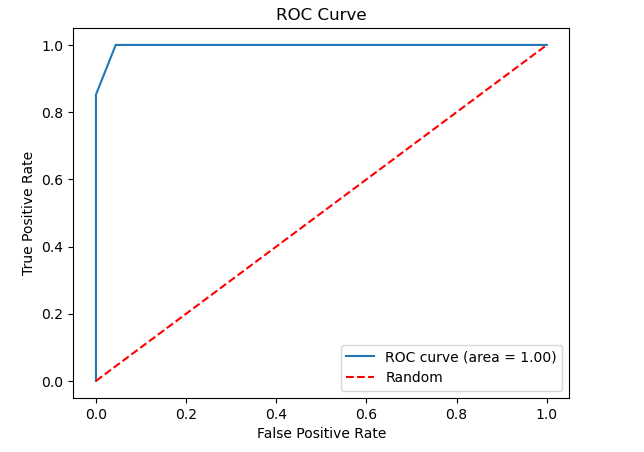 ROC Curve
1.0
0.8
0.6
0.4
0.2
0.0
True Positive Rate
ROC curve (area = 1.00)
Random
0.0 0.2 0.4 0.6 0.8 1.0
False Positive Rate